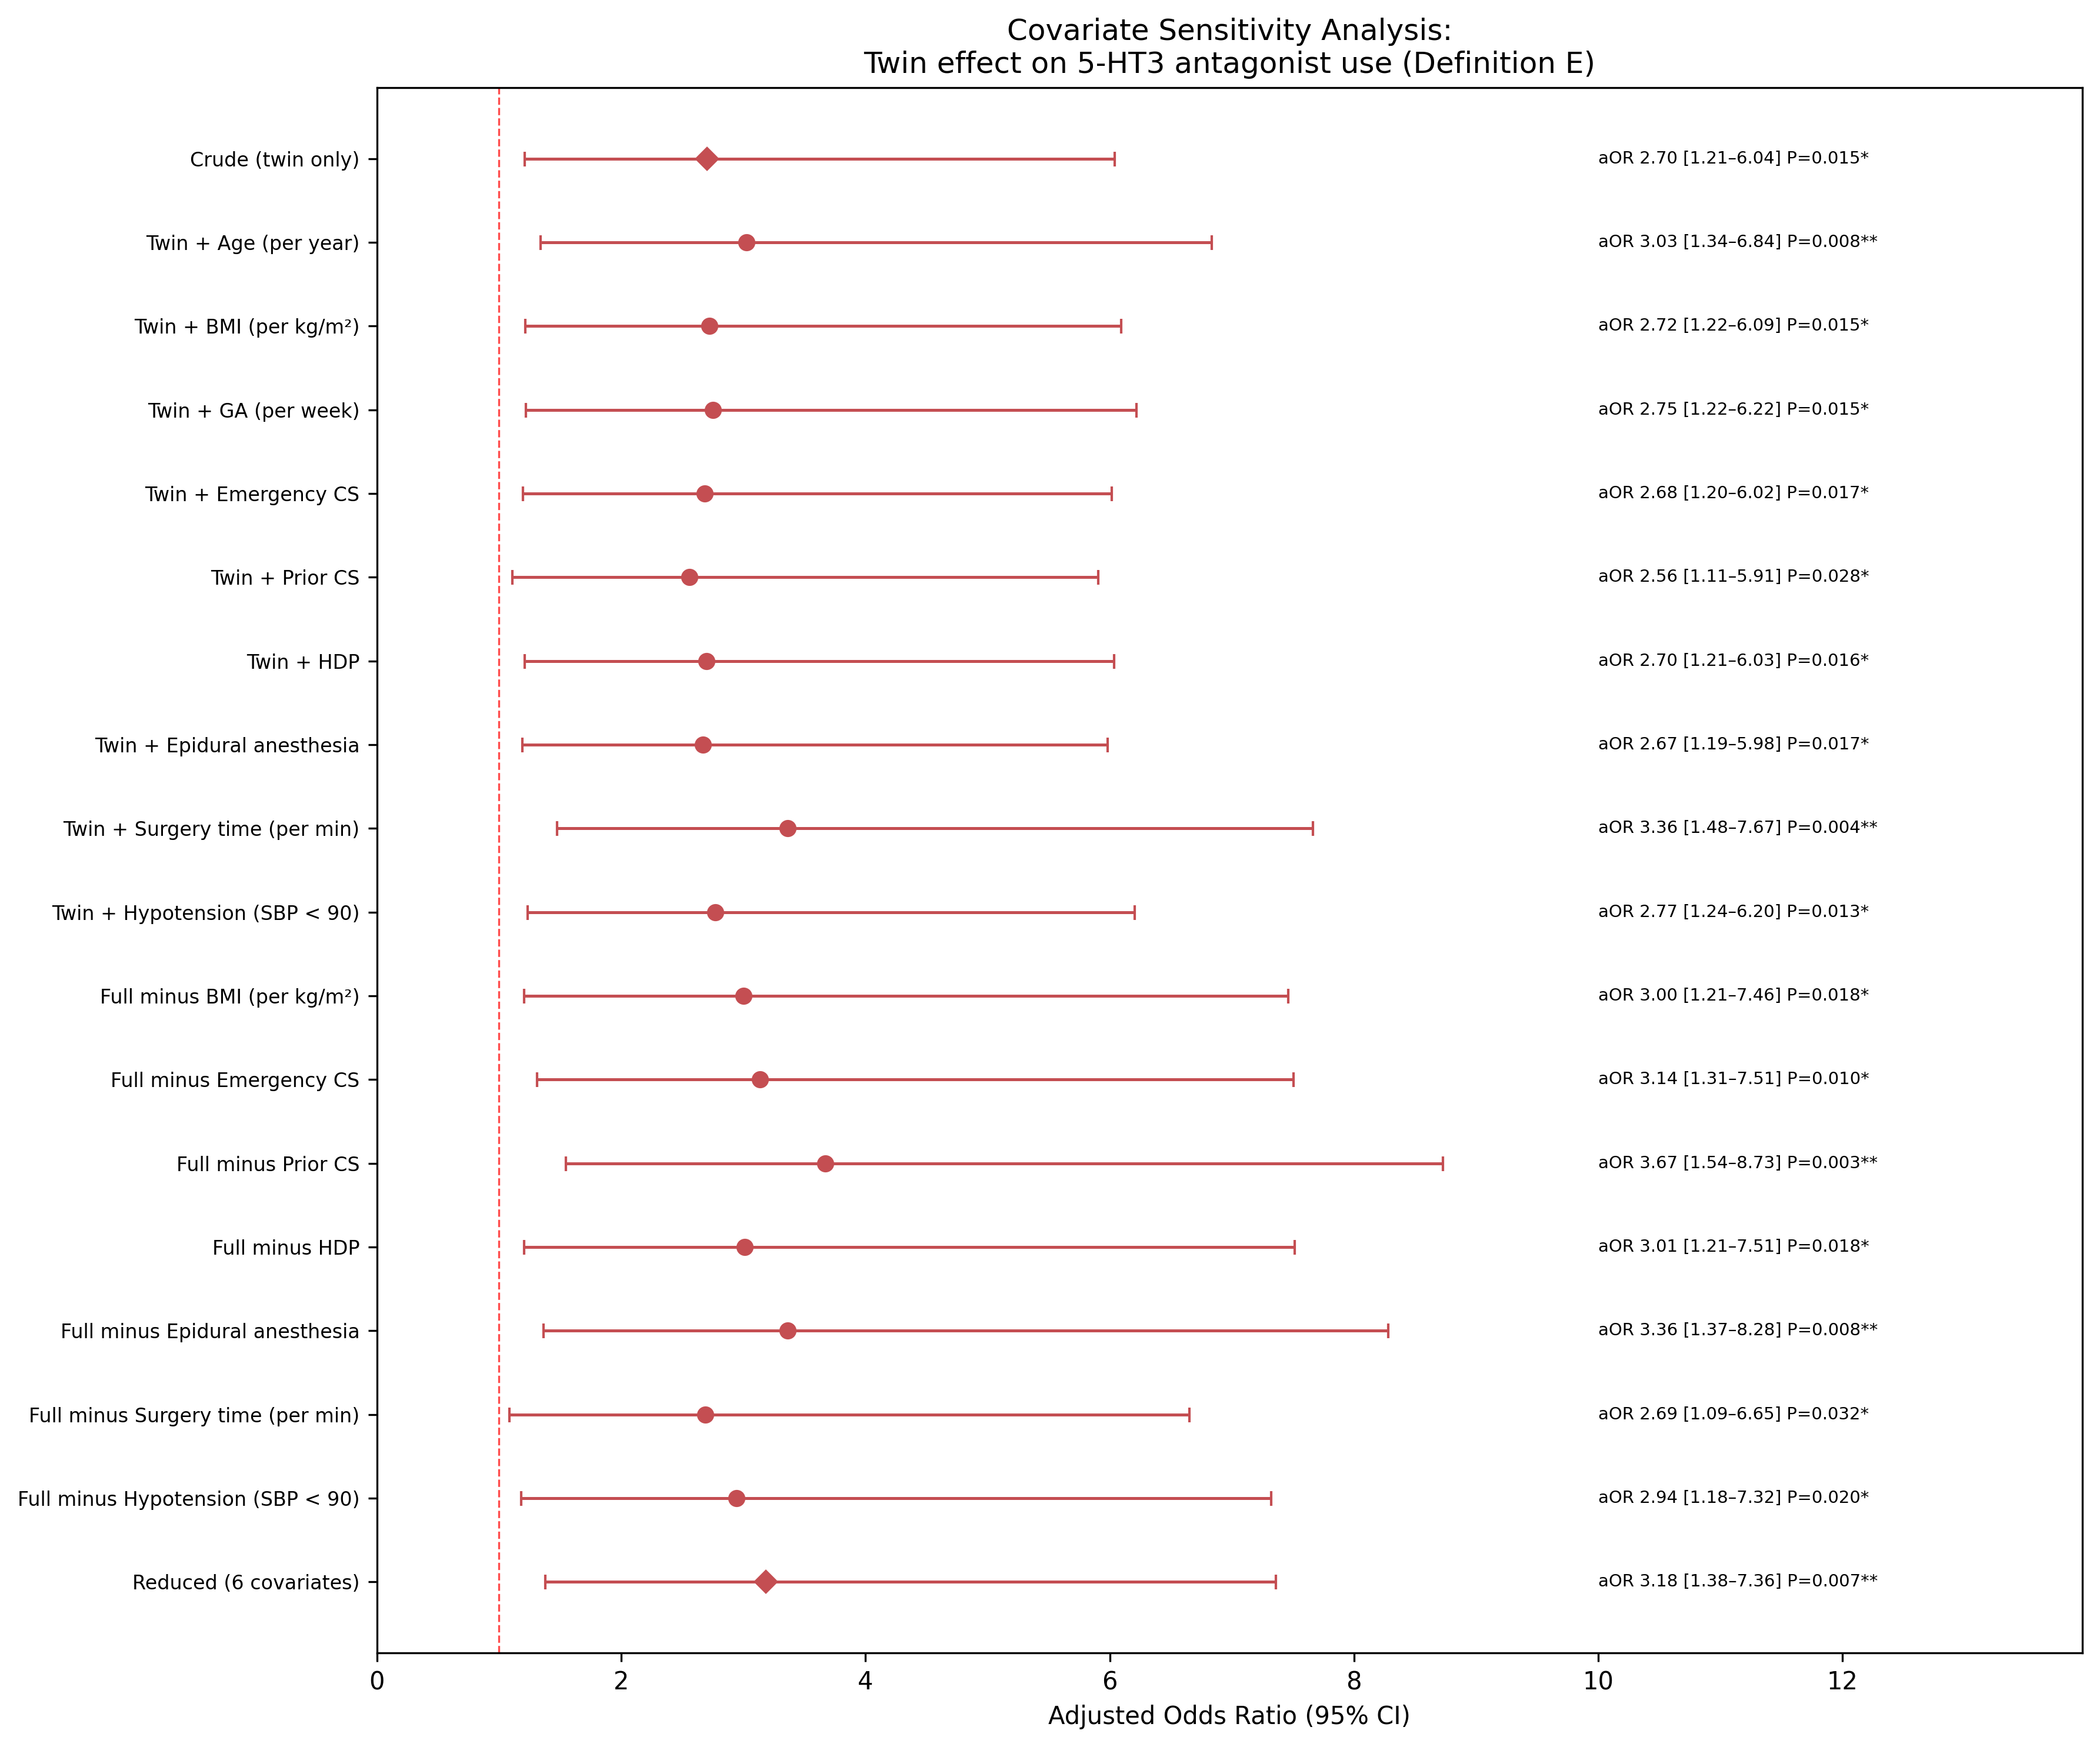 Covariate Sensitivity Analysis:
Twin effect on 5-HT3 antagonist use (Definition E)
Crude (twin only) aOR 2.70 [1.21–6.04] P=0.015*
Twin + Age (per year) aOR 3.03 [1.34–6.84] P=0.008**
Twin + BMI (per kg/m²) aOR 2.72 [1.22–6.09] P=0.015*
Twin + GA (per week) aOR 2.75 [1.22–6.22] P=0.015*
Twin + Emergency CS aOR 2.68 [1.20–6.02] P=0.017*
Twin + Prior CS aOR 2.56 [1.11–5.91] P=0.028*
Twin + HDP aOR 2.70 [1.21–6.03] P=0.016*
Twin + Epidural anesthesia aOR 2.67 [1.19–5.98] P=0.017*
Twin + Surgery time (per min) aOR 3.36 [1.48–7.67] P=0.004**
Twin + Hypotension (SBP < 90) aOR 2.77 [1.24–6.20] P=0.013*
Full minus BMI (per kg/m²) aOR 3.00 [1.21–7.46] P=0.018*
Full minus Emergency CS aOR 3.14 [1.31–7.51] P=0.010*
Full minus Prior CS aOR 3.67 [1.54–8.73] P=0.003**
Full minus HDP aOR 3.01 [1.21–7.51] P=0.018*
Full minus Epidural anesthesia aOR 3.36 [1.37–8.28] P=0.008**
Full minus Surgery time (per min) aOR 2.69 [1.09–6.65] P=0.032*
Full minus Hypotension (SBP < 90) aOR 2.94 [1.18–7.32] P=0.020*
Reduced (6 covariates) aOR 3.18 [1.38–7.36] P=0.007**
0 2 4 6 8 10 12
Adjusted Odds Ratio (95% CI)